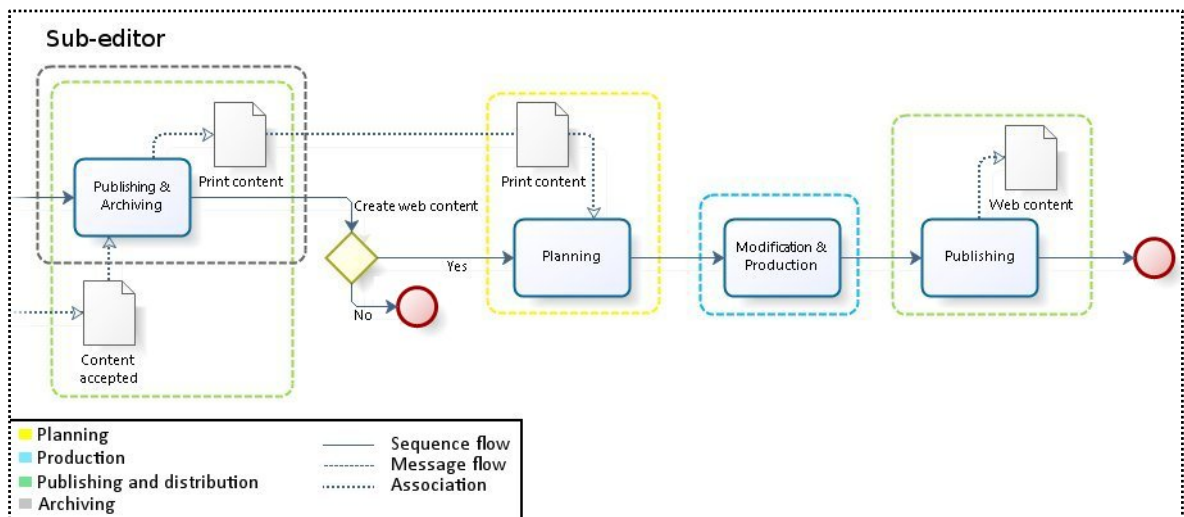 Sub-editor
Print content
Print content
Publishing &
Archiving
Create web content
Web content
Planning
Modification &
Production
Publishing
Yes
No
Content
accepted
Planning
Production
Publishing and distribution
Archiving
Sequence flow
Message flow
Association